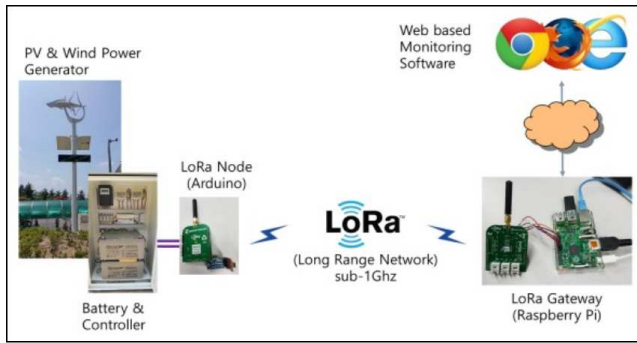 PV & Wind Power
Generator
Web based
Monitoring
Software
LoRa Node
(Arduino)
LoRa™
(Long Range Network)
sub-1Ghz
Battery &
Controller
LoRa Gateway
(Raspberry Pi)